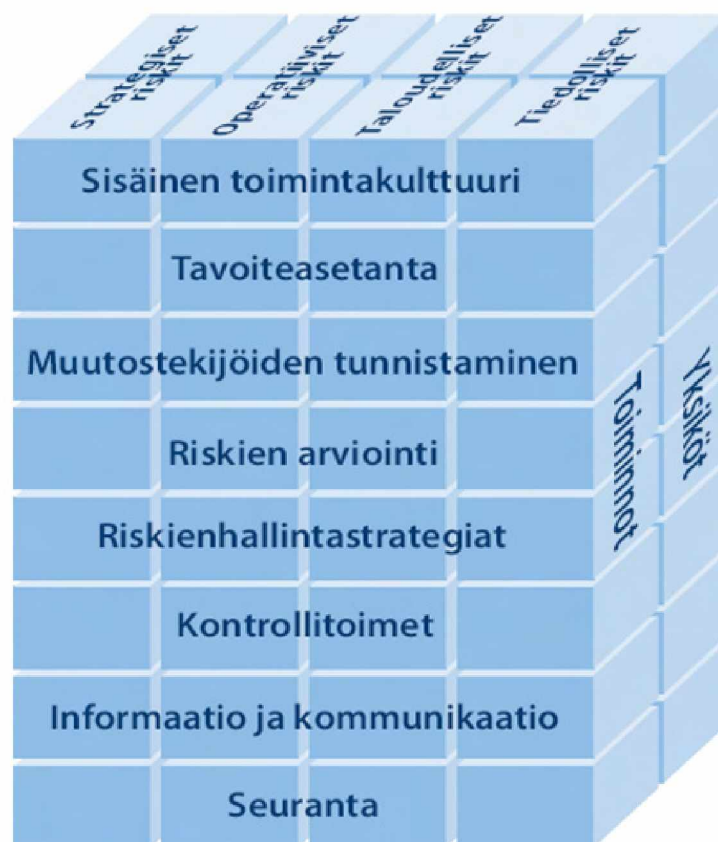 Strategiset
riskit
Operatiiviset
riskit
Taloudelliset
riskit
Tiedolliset
riskit
Sisäinen toimintakulttuuri
Tavoiteasetanta
Muutostekijöiden tunnistaminen
Riskien arviointi
Riskienhallintastrategiat
Kontrollitoimet
Informaatio ja kommunikaatio
Seuranta
Toiminnot
Yksiköt